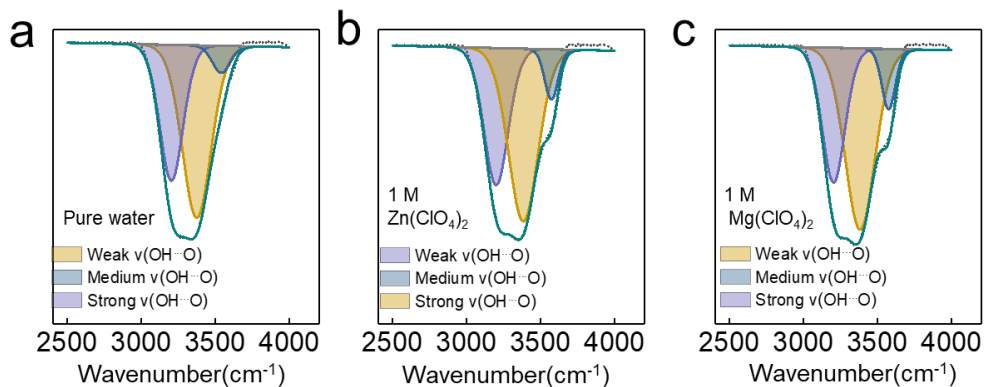 a
Pure water
Weak v(OH···O)
Medium v(OH···O)
Strong v(OH···O)
2500 3000 3500 4000
Wavenumber(cm⁻¹)
b
1 M
Zn(ClO₄)₂
Weak v(OH···O)
Medium v(OH···O)
Strong v(OH···O)
2500 3000 3500 4000
Wavenumber(cm⁻¹)
c
1 M
Mg(ClO₄)₂
Weak v(OH···O)
Medium v(OH···O)
Strong v(OH···O)
2500 3000 3500 4000
Wavenumber(cm⁻¹)